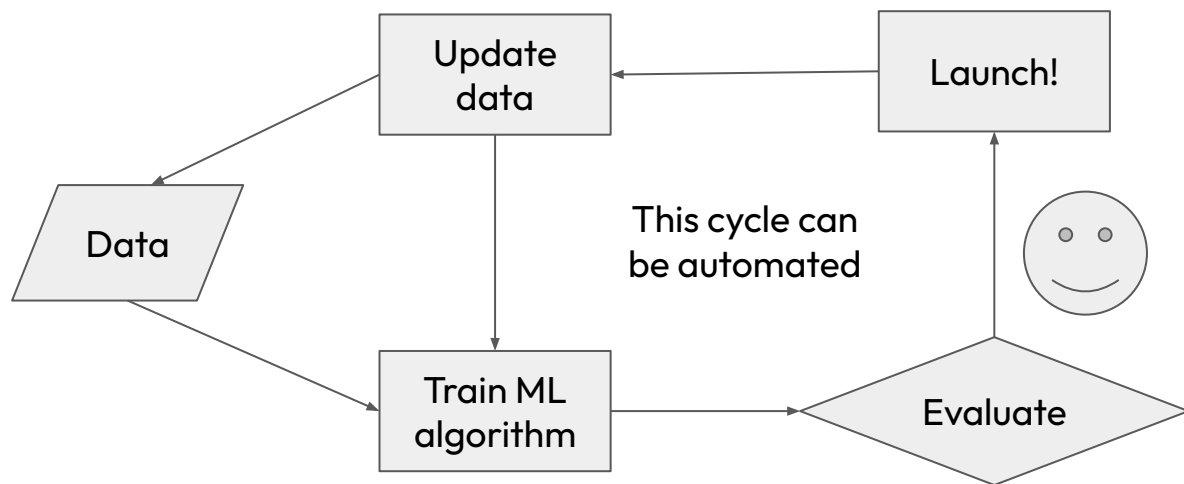 Update
data
Launch!
Data
This cycle can
be automated
Train ML
algorithm
Evaluate